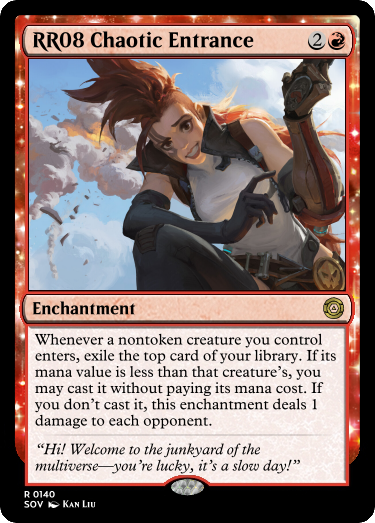 RR08 Chaotic Entrance 2
Enchantment
Whenever a nontoken creature you control
enters, exile the top card of your library. If its
mana value is less than that creature's, you
may cast it without paying its mana cost. If
you don't cast it, this enchantment deals 1
damage to each opponent.
“Hi! Welcome to the junkyard of the
multiverse—you're lucky, it's a slow day!”
R 0140
SOV Kan Liu